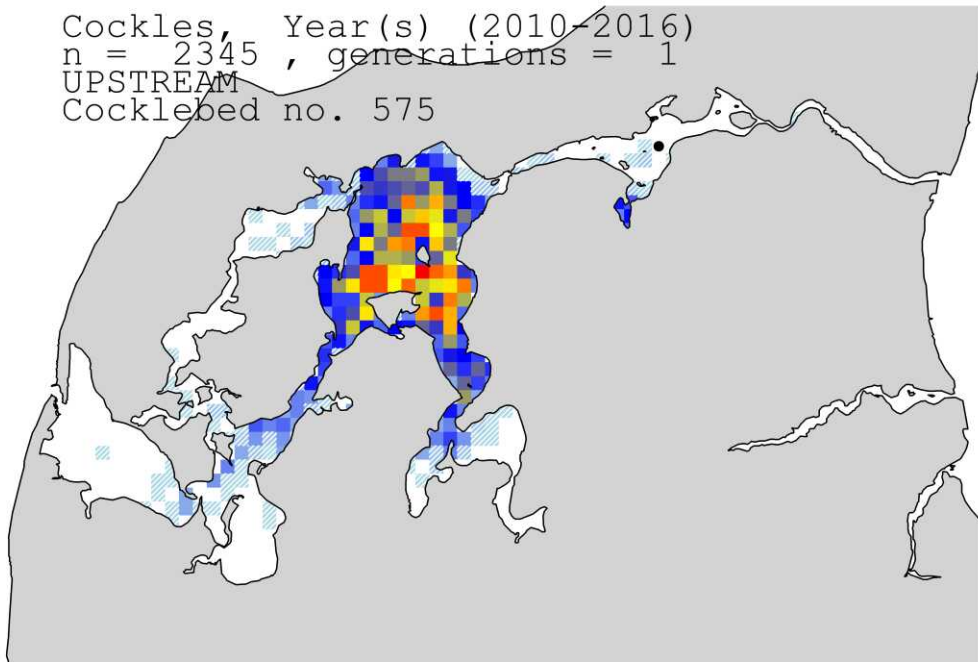 Cockles, Year(s) (2010-2016)
n = 2345 , generations = 1
UPSTREAM
Cocklebed no. 575